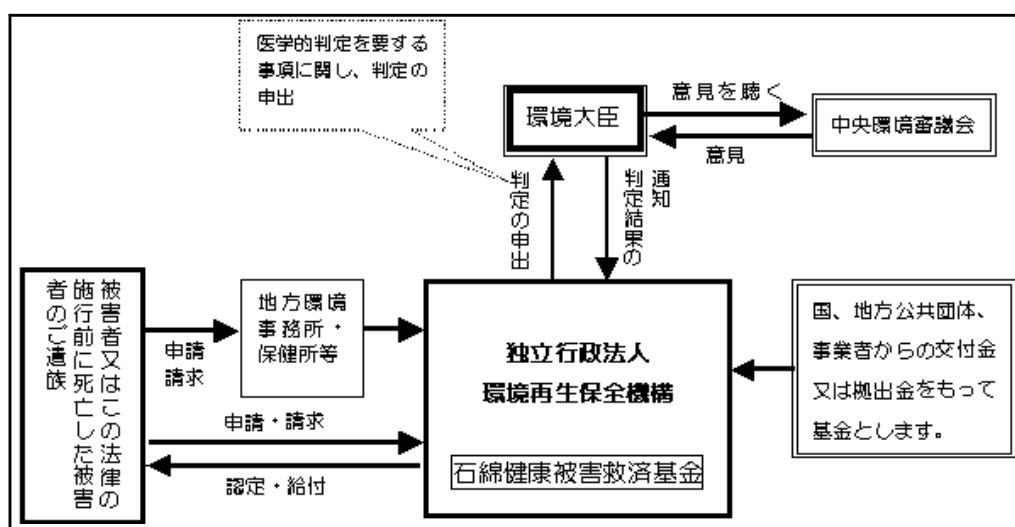 医学的判定を要する
事項に関し、判定の
申出
環境大臣
意見を聴く
意見
中央環境審議会
判定の申出
判定結果の
通知
被害者又はこの法律の
施行前に死亡した被害
者のご遺族
申請
請求
地方環境
事務所・
保健所等
申請・請求
認定・給付
独立行政法人
環境再生保全機構
石綿健康被害救済基金
国、地方公共団体、
事業者からの交付金
又は拠出金をもって
基金とします。